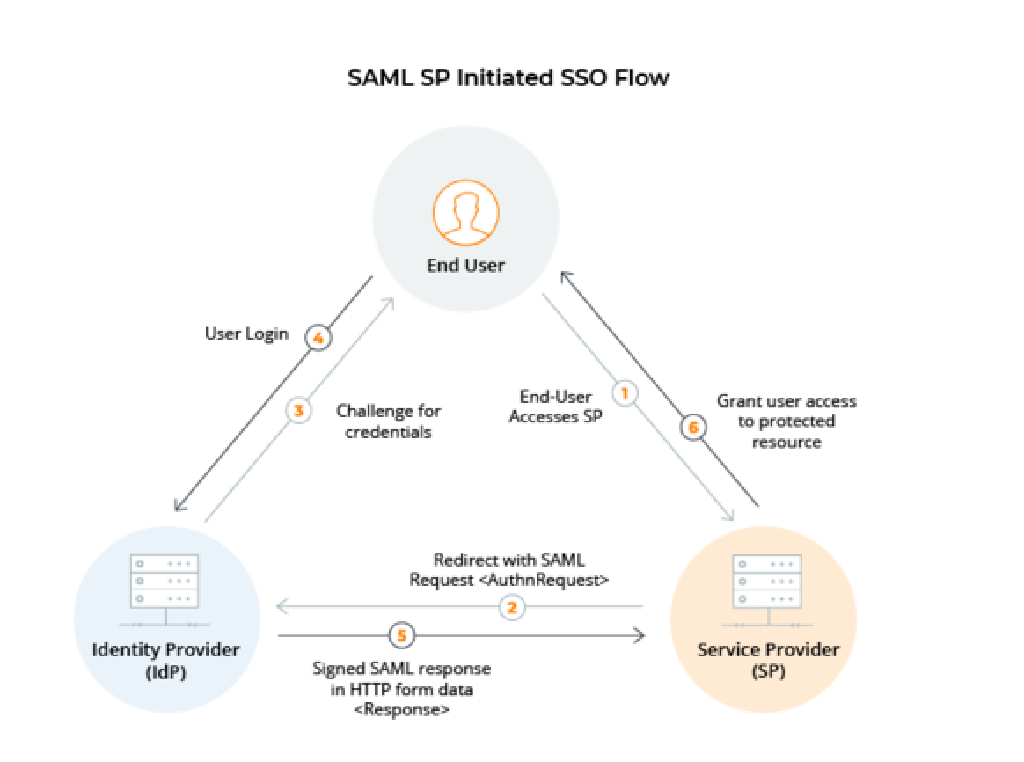 SAML SP Initiated SSO Flow
End User
User Login
4
3
Challenge for
credentials
End-User
Accesses SP
1
Grant user access
to protected
resource
6
Redirect with SAML
Request <AuthnRequest>
2
5
Signed SAML response
in HTTP form data
<Response>
Identity Provider
(IdP)
Service Provider
(SP)